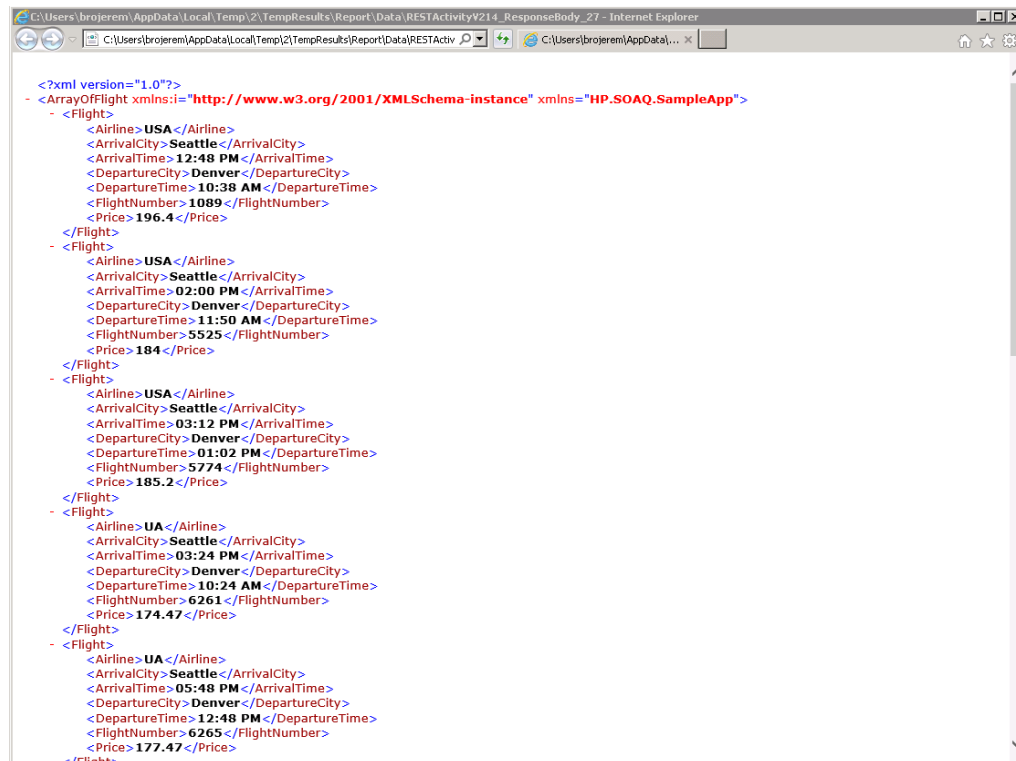 C:\Users\brojerem\AppData\Local\Temp\2\TempResults\Report\Data\RESTActivityV214_ResponseBody_27 - Internet Explorer
C:\Users\brojerem\AppData\Local\Temp\2\TempResults\Report\Data\RESTActiv
C:\Users\brojerem\AppData\... ×
<?xml version="1.0"?>
- <ArrayOfFlight xmlns:i="http://www.w3.org/2001/XMLSchema-instance" xmlns="HP.SOAQ.SampleApp">
- <Flight>
<Airline>USA</Airline>
<ArrivalCity>Seattle</ArrivalCity>
<ArrivalTime>12:48 PM</ArrivalTime>
<DepartureCity>Denver</DepartureCity>
<DepartureTime>10:38 AM</DepartureTime>
<FlightNumber>1089</FlightNumber>
<Price>196.4</Price>
</Flight>
- <Flight>
<Airline>USA</Airline>
<ArrivalCity>Seattle</ArrivalCity>
<ArrivalTime>02:00 PM</ArrivalTime>
<DepartureCity>Denver</DepartureCity>
<DepartureTime>11:50 AM</DepartureTime>
<FlightNumber>5525</FlightNumber>
<Price>184</Price>
</Flight>
- <Flight>
<Airline>USA</Airline>
<ArrivalCity>Seattle</ArrivalCity>
<ArrivalTime>03:12 PM</ArrivalTime>
<DepartureCity>Denver</DepartureCity>
<DepartureTime>01:02 PM</DepartureTime>
<FlightNumber>5774</FlightNumber>
<Price>185.2</Price>
</Flight>
- <Flight>
<Airline>UA</Airline>
<ArrivalCity>Seattle</ArrivalCity>
<ArrivalTime>03:24 PM</ArrivalTime>
<DepartureCity>Denver</DepartureCity>
<DepartureTime>10:24 AM</DepartureTime>
<FlightNumber>6261</FlightNumber>
<Price>174.47</Price>
</Flight>
- <Flight>
<Airline>UA</Airline>
<ArrivalCity>Seattle</ArrivalCity>
<ArrivalTime>05:48 PM</ArrivalTime>
<DepartureCity>Denver</DepartureCity>
<DepartureTime>12:48 PM</DepartureTime>
<FlightNumber>6265</FlightNumber>
<Price>177.47</Price>
</Flight>